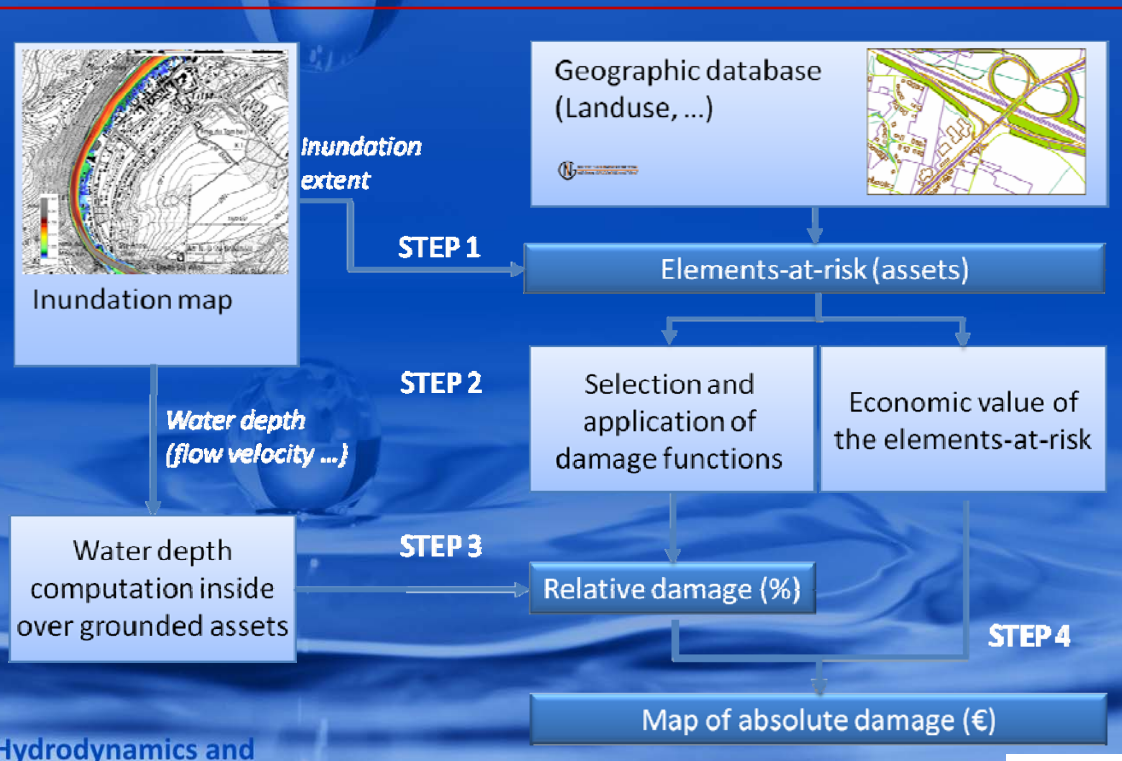 Geographic database
(Landuse, ...)
Inundation
extent
STEP 1
Elements-at-risk (assets)
Inundation map
STEP 2
Selection and
application of
damage functions
Economic value of
the elements-at-risk
Water depth
(flow velocity ...)
Water depth
computation inside
over grounded assets
STEP 3
Relative damage (%)
STEP 4
Map of absolute damage (€)
Hydrodynamics and